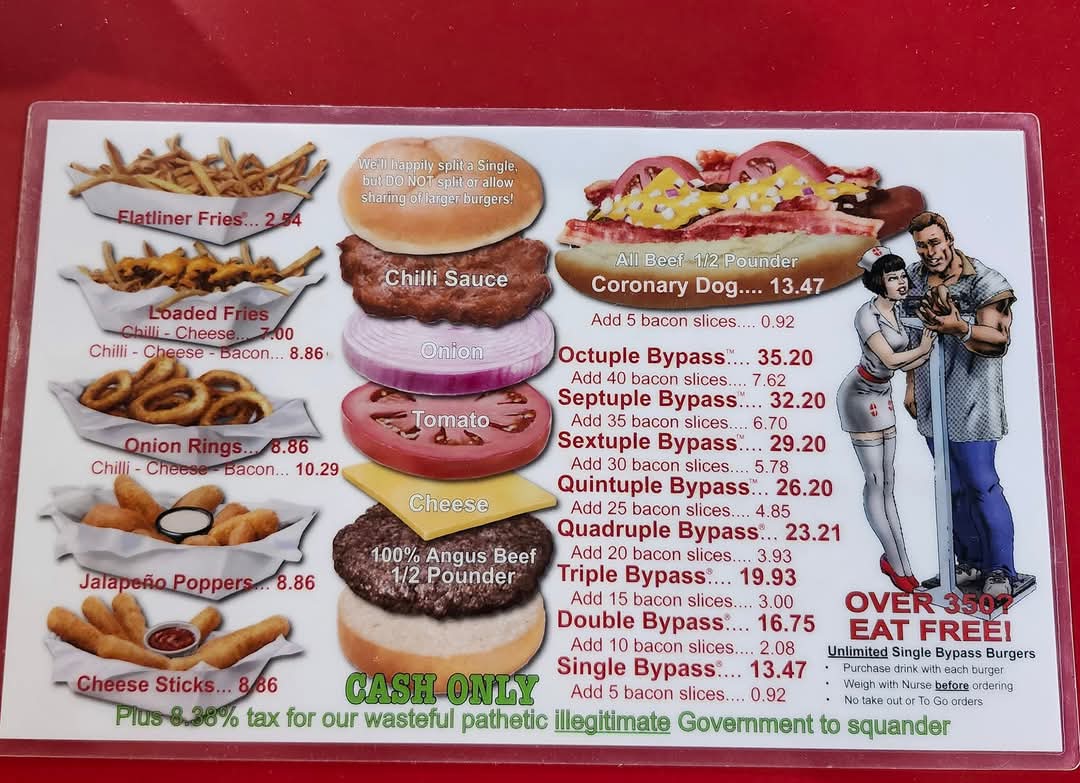 Flatliner Fries®... 2.54
Loaded Fries
Chilli - Cheese... 7.00
Chilli - Cheese - Bacon... 8.86
Onion Rings... 8.86
Chilli - Cheese - Bacon... 10.29
Jalapeño Poppers... 8.86
Cheese Sticks... 8.86
We'll happily split a Single,
but DO NOT split or allow
sharing of larger burgers!
Chilli Sauce
Onion
Tomato
Cheese
100% Angus Beef
1/2 Pounder
CASH ONLY
All Beef 1/2 Pounder
Coronary Dog.... 13.47
Add 5 bacon slices.... 0.92
Octuple Bypass™.... 35.20
Add 40 bacon slices.... 7.62
Septuple Bypass™.... 32.20
Add 35 bacon slices.... 6.70
Sextuple Bypass™.... 29.20
Add 30 bacon slices.... 5.78
Quintuple Bypass™... 26.20
Add 25 bacon slices.... 4.85
Quadruple Bypass®... 23.21
Add 20 bacon slices.... 3.93
Triple Bypass®.... 19.93
Add 15 bacon slices.... 3.00
Double Bypass®.... 16.75
Add 10 bacon slices.... 2.08
Single Bypass®.... 13.47
Add 5 bacon slices.... 0.92
OVER 350?
EAT FREE!
Unlimited Single Bypass Burgers
• Purchase drink with each burger
• Weigh with Nurse before ordering
• No take out or To Go orders
Plus 8.38% tax for our wasteful pathetic illegitimate Government to squander